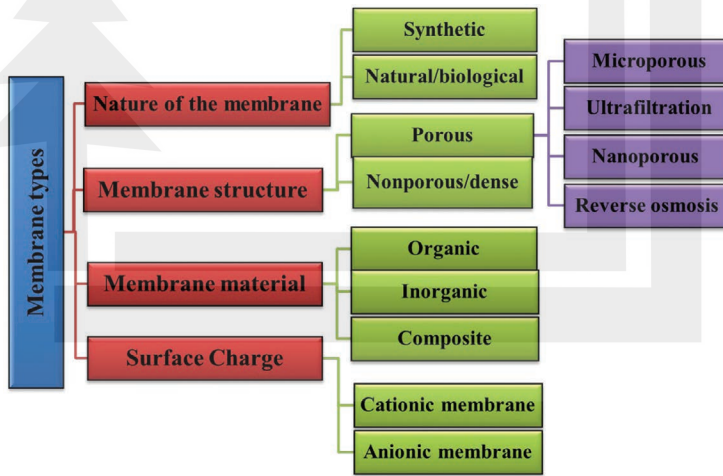 Membrane types
Nature of the membrane
Synthetic
Natural/biological
Membrane structure
Porous
Microporous
Ultrafiltration
Nanoporous
Reverse osmosis
Nonporous/dense
Membrane material
Organic
Inorganic
Composite
Surface Charge
Cationic membrane
Anionic membrane